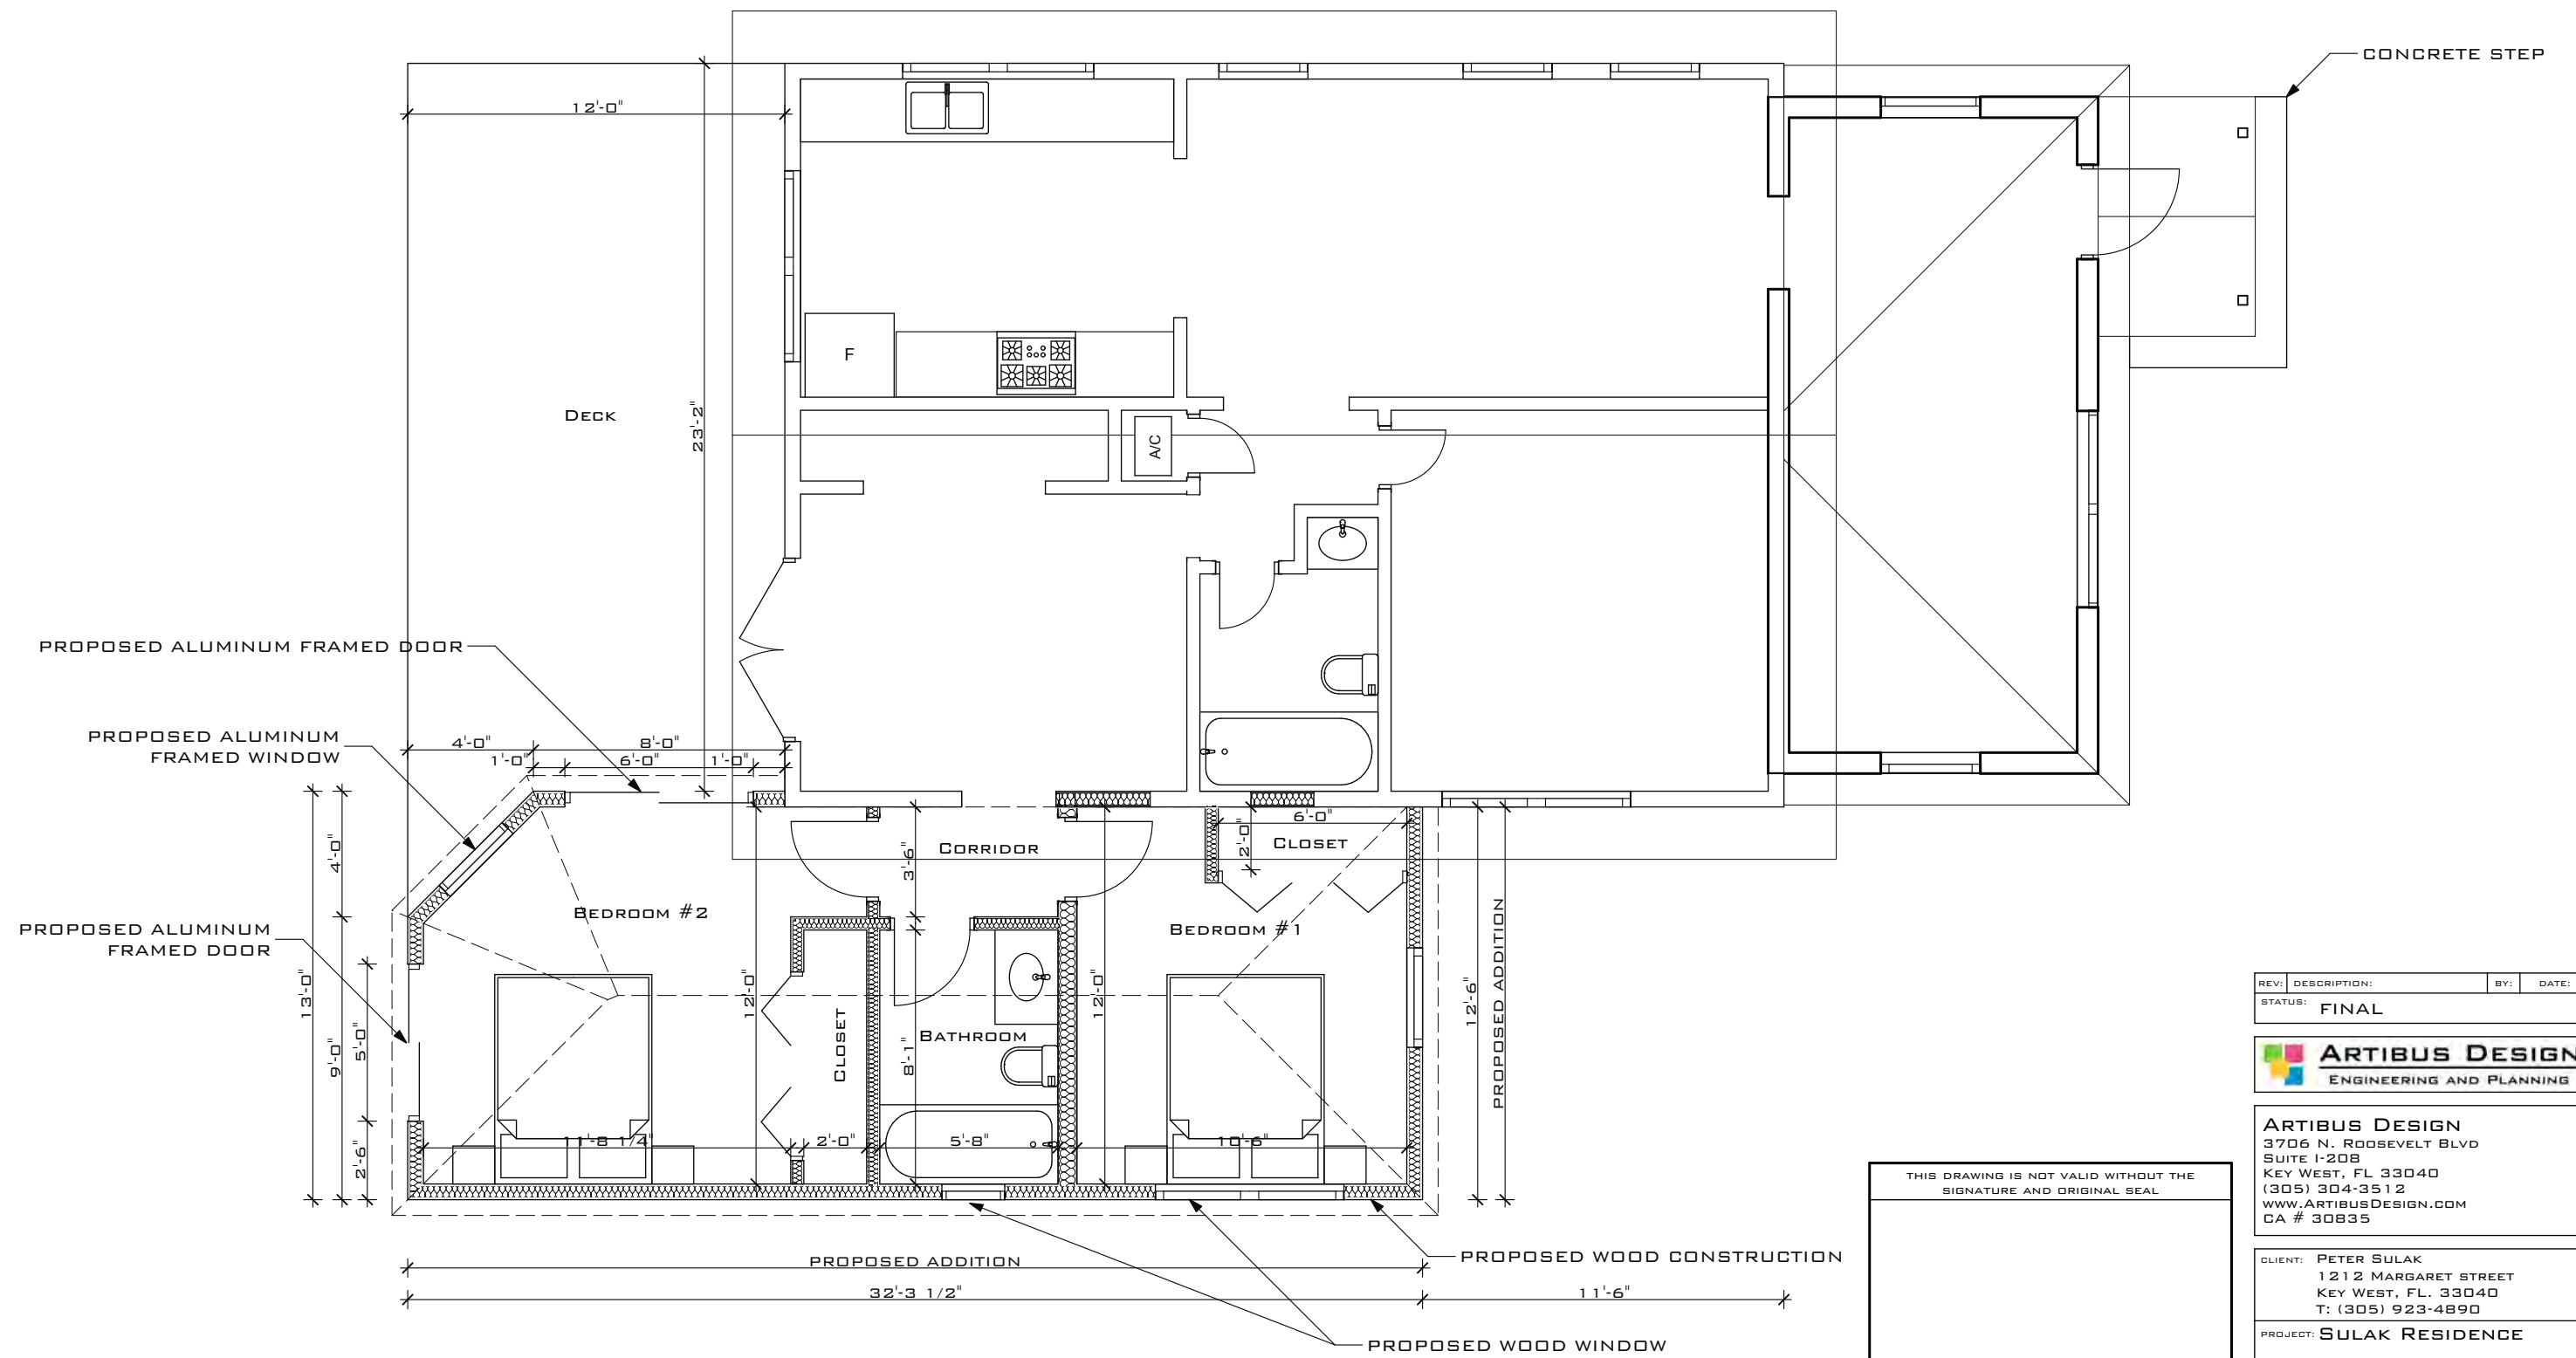 CONCRETE STEP
12'-0"
23'-2"
DECK
F
A/C
PROPOSED ALUMINUM FRAMED DOOR
PROPOSED ALUMINUM
FRAMED WINDOW
4'-0"
8'-0"
1'-0"
6'-0"
1'-0"
PROPOSED ALUMINUM
FRAMED DOOR
13'-0"
4'-0"
9'-0"
5'-0"
2'-6"
BEDROOM #2
12'-0"
CLOSET
3'-6"
CORRIDOR
8'-1"
BATHROOM
12'-0"
2'-0"
6'-0"
CLOSET
BEDROOM #1
12'-6"
PROPOSED ADDITION
11'-8 1/4"
2'-0"
5'-8"
10'-6"
PROPOSED ADDITION
32'-3 1/2"
11'-6"
PROPOSED WOOD CONSTRUCTION
PROPOSED WOOD WINDOW
THIS DRAWING IS NOT VALID WITHOUT THE
SIGNATURE AND ORIGINAL SEAL
REV: DESCRIPTION: BY: DATE:
STATUS: FINAL
ARTIBUS DESIGN
ENGINEERING AND PLANNING
ARTIBUS DESIGN
3706 N. ROOSEVELT BLVD
SUITE I-208
KEY WEST, FL 33040
(305) 304-3512
WWW.ARTIBUSDESIGN.COM
CA # 30835
CLIENT: PETER SULAK
1212 MARGARET STREET
KEY WEST, FL. 33040
T: (305) 923-4890
PROJECT: SULAK RESIDENCE